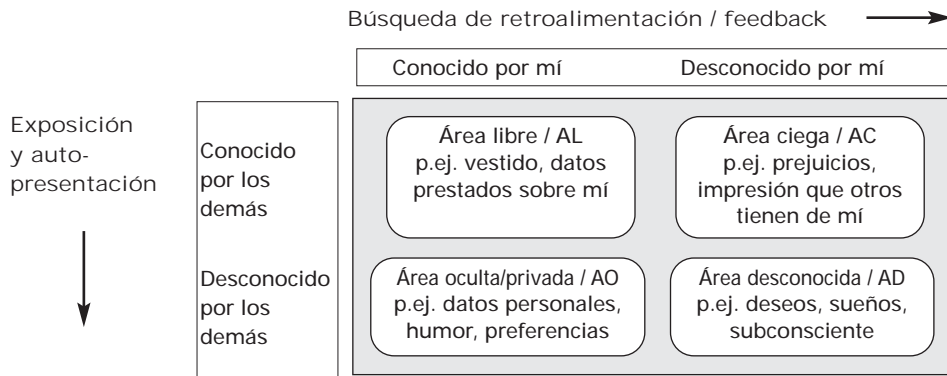 Búsqueda de retroalimentación / feedback
Conocido por mí
Desconocido por mí
Exposición
y auto-
presentación
Conocido
por los
demás
Área libre / AL
p.ej. vestido, datos
prestados sobre mí
Área ciega / AC
p.ej. prejuicios,
impresión que otros
tienen de mí
Desconocido
por los
demás
Área oculta/privada / AO
p.ej. datos personales,
humor, preferencias
Área desconocida / AD
p.ej. deseos, sueños,
subconsciente